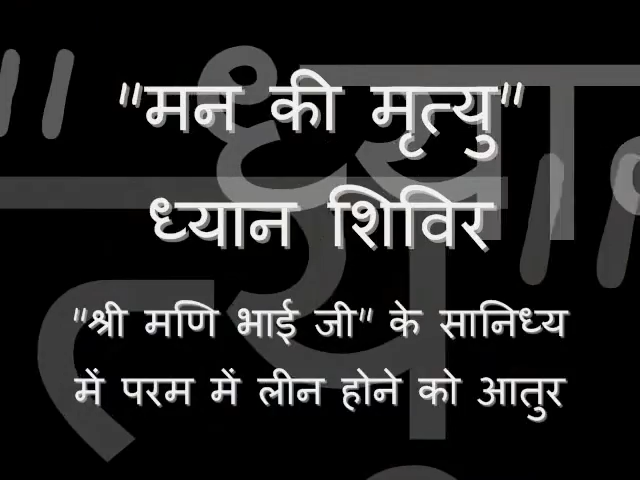 "मन की मृत्यु"
ध्यान शिविर
"श्री मणि भाई जी" के सानिध्य
में परम में लीन होने को आतुर